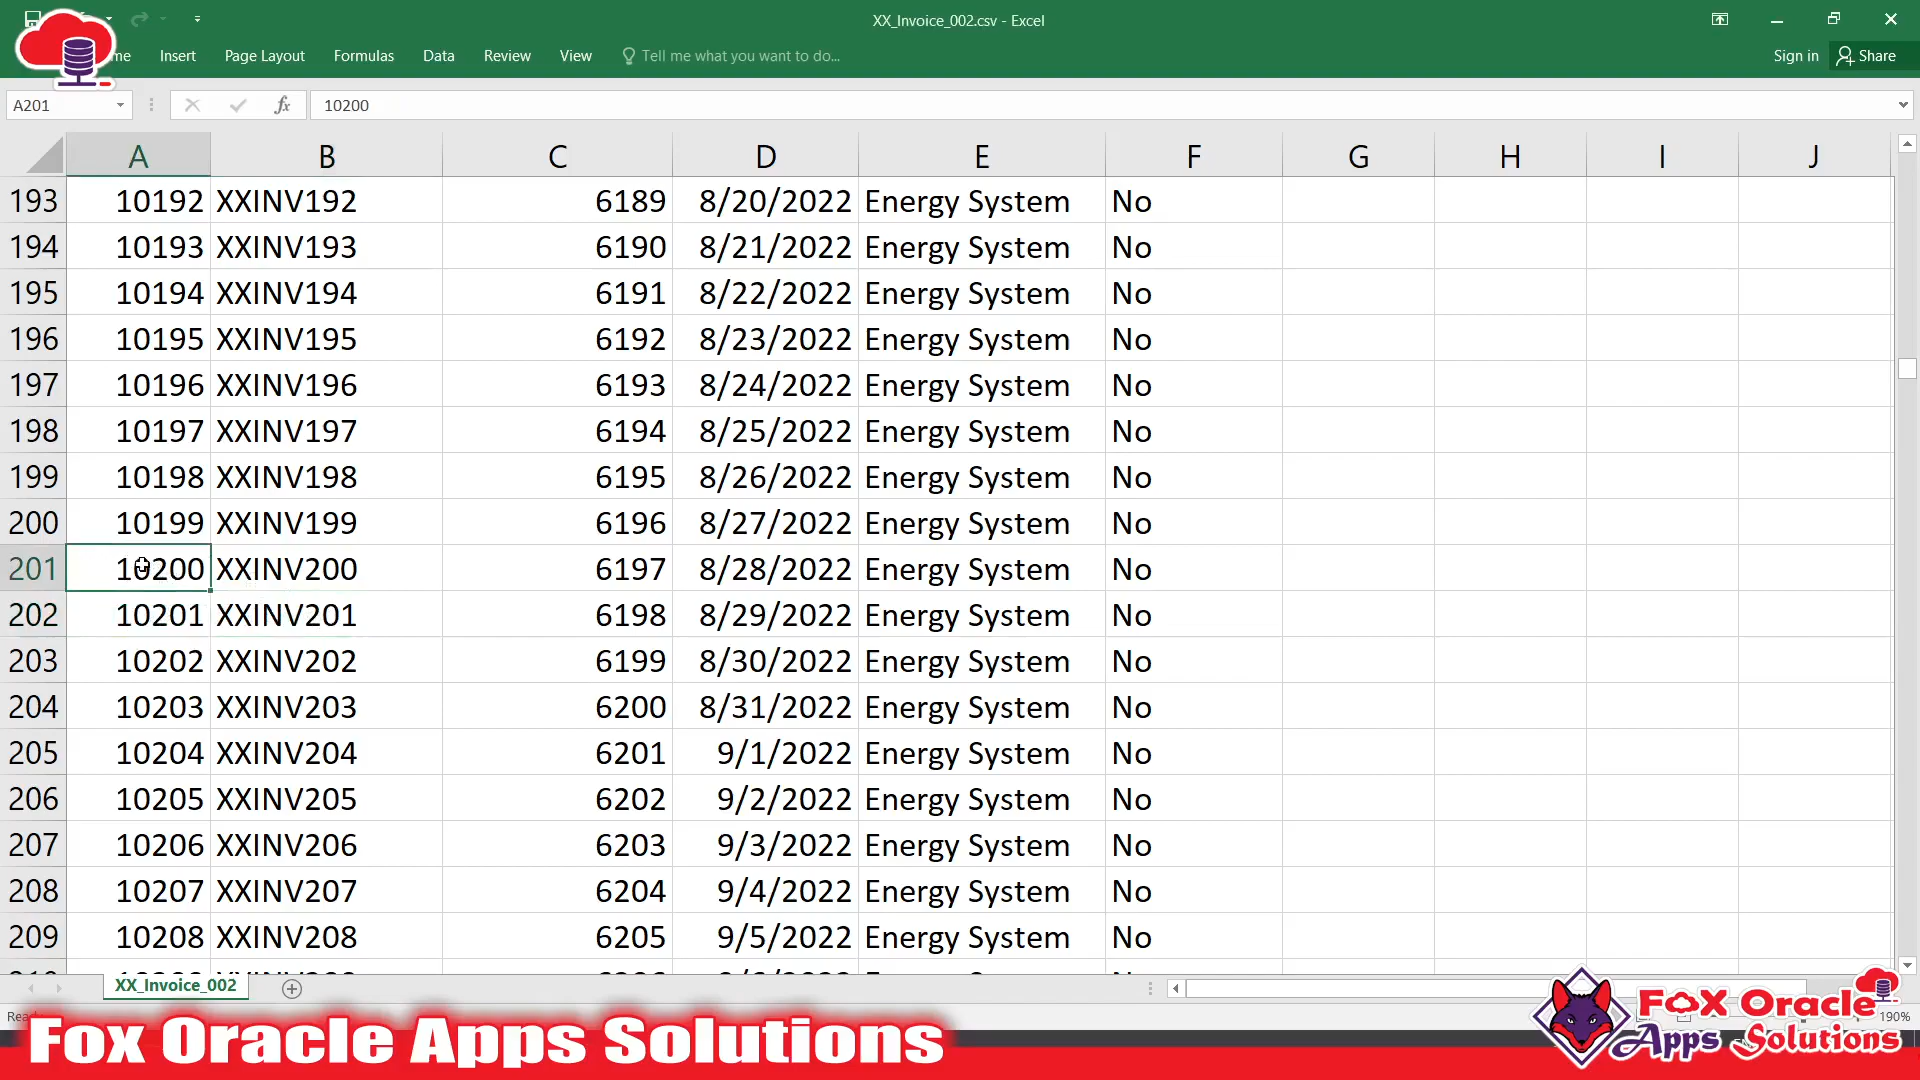 XX_Invoice_002.csv - Excel
me Insert Page Layout Formulas Data Review View Tell me what you want to do... Sign in Share
A201 fx 10200
A B C D E F G H I J
193 10192 XXINV192 6189 8/20/2022 Energy System No
194 10193 XXINV193 6190 8/21/2022 Energy System No
195 10194 XXINV194 6191 8/22/2022 Energy System No
196 10195 XXINV195 6192 8/23/2022 Energy System No
197 10196 XXINV196 6193 8/24/2022 Energy System No
198 10197 XXINV197 6194 8/25/2022 Energy System No
199 10198 XXINV198 6195 8/26/2022 Energy System No
200 10199 XXINV199 6196 8/27/2022 Energy System No
201 10200 XXINV200 6197 8/28/2022 Energy System No
202 10201 XXINV201 6198 8/29/2022 Energy System No
203 10202 XXINV202 6199 8/30/2022 Energy System No
204 10203 XXINV203 6200 8/31/2022 Energy System No
205 10204 XXINV204 6201 9/1/2022 Energy System No
206 10205 XXINV205 6202 9/2/2022 Energy System No
207 10206 XXINV206 6203 9/3/2022 Energy System No
208 10207 XXINV207 6204 9/4/2022 Energy System No
209 10208 XXINV208 6205 9/5/2022 Energy System No
XX_Invoice_002
190%
Fox Oracle Apps Solutions
Fox Oracle
Apps Solutions